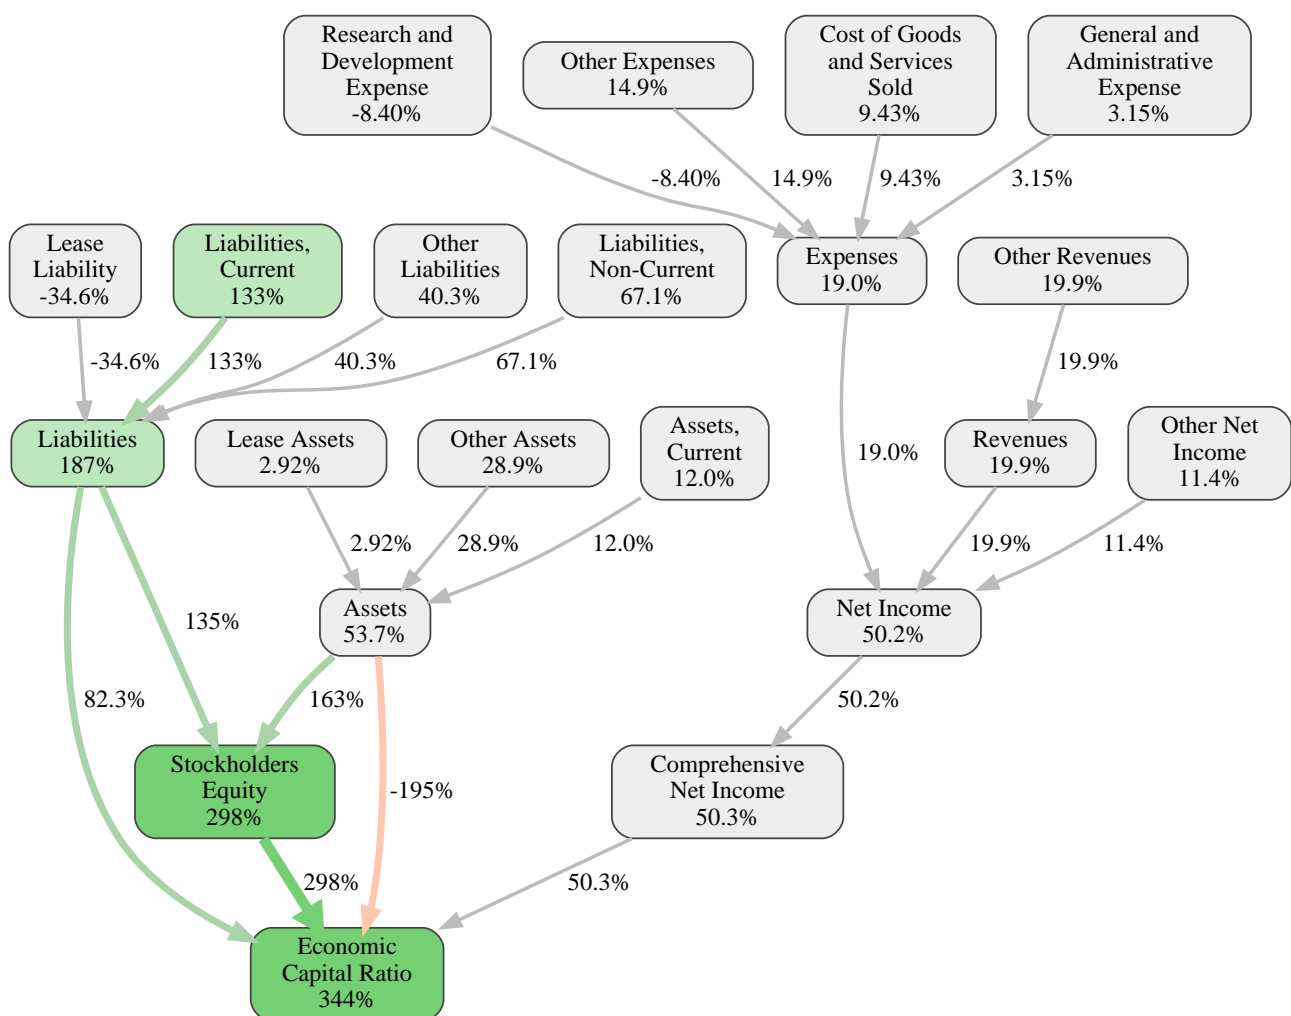 Research and
Development
Expense
-8.40%
Other Expenses
14.9%
Cost of Goods
and Services
Sold
9.43%
General and
Administrative
Expense
3.15%
-8.40%
14.9%
9.43%
3.15%
Lease
Liability
-34.6%
Liabilities,
Current
133%
Other
Liabilities
40.3%
Liabilities,
Non-Current
67.1%
Expenses
19.0%
Other Revenues
19.9%
-34.6%
133%
40.3%
67.1%
19.9%
Liabilities
187%
Lease Assets
2.92%
Other Assets
28.9%
Assets,
Current
12.0%
19.0%
Revenues
19.9%
Other Net
Income
11.4%
2.92%
28.9%
12.0%
19.9%
11.4%
135%
Assets
53.7%
Net Income
50.2%
82.3%
163%
50.2%
Stockholders
Equity
298%
-195%
Comprehensive
Net Income
50.3%
298%
50.3%
Economic
Capital Ratio
344%